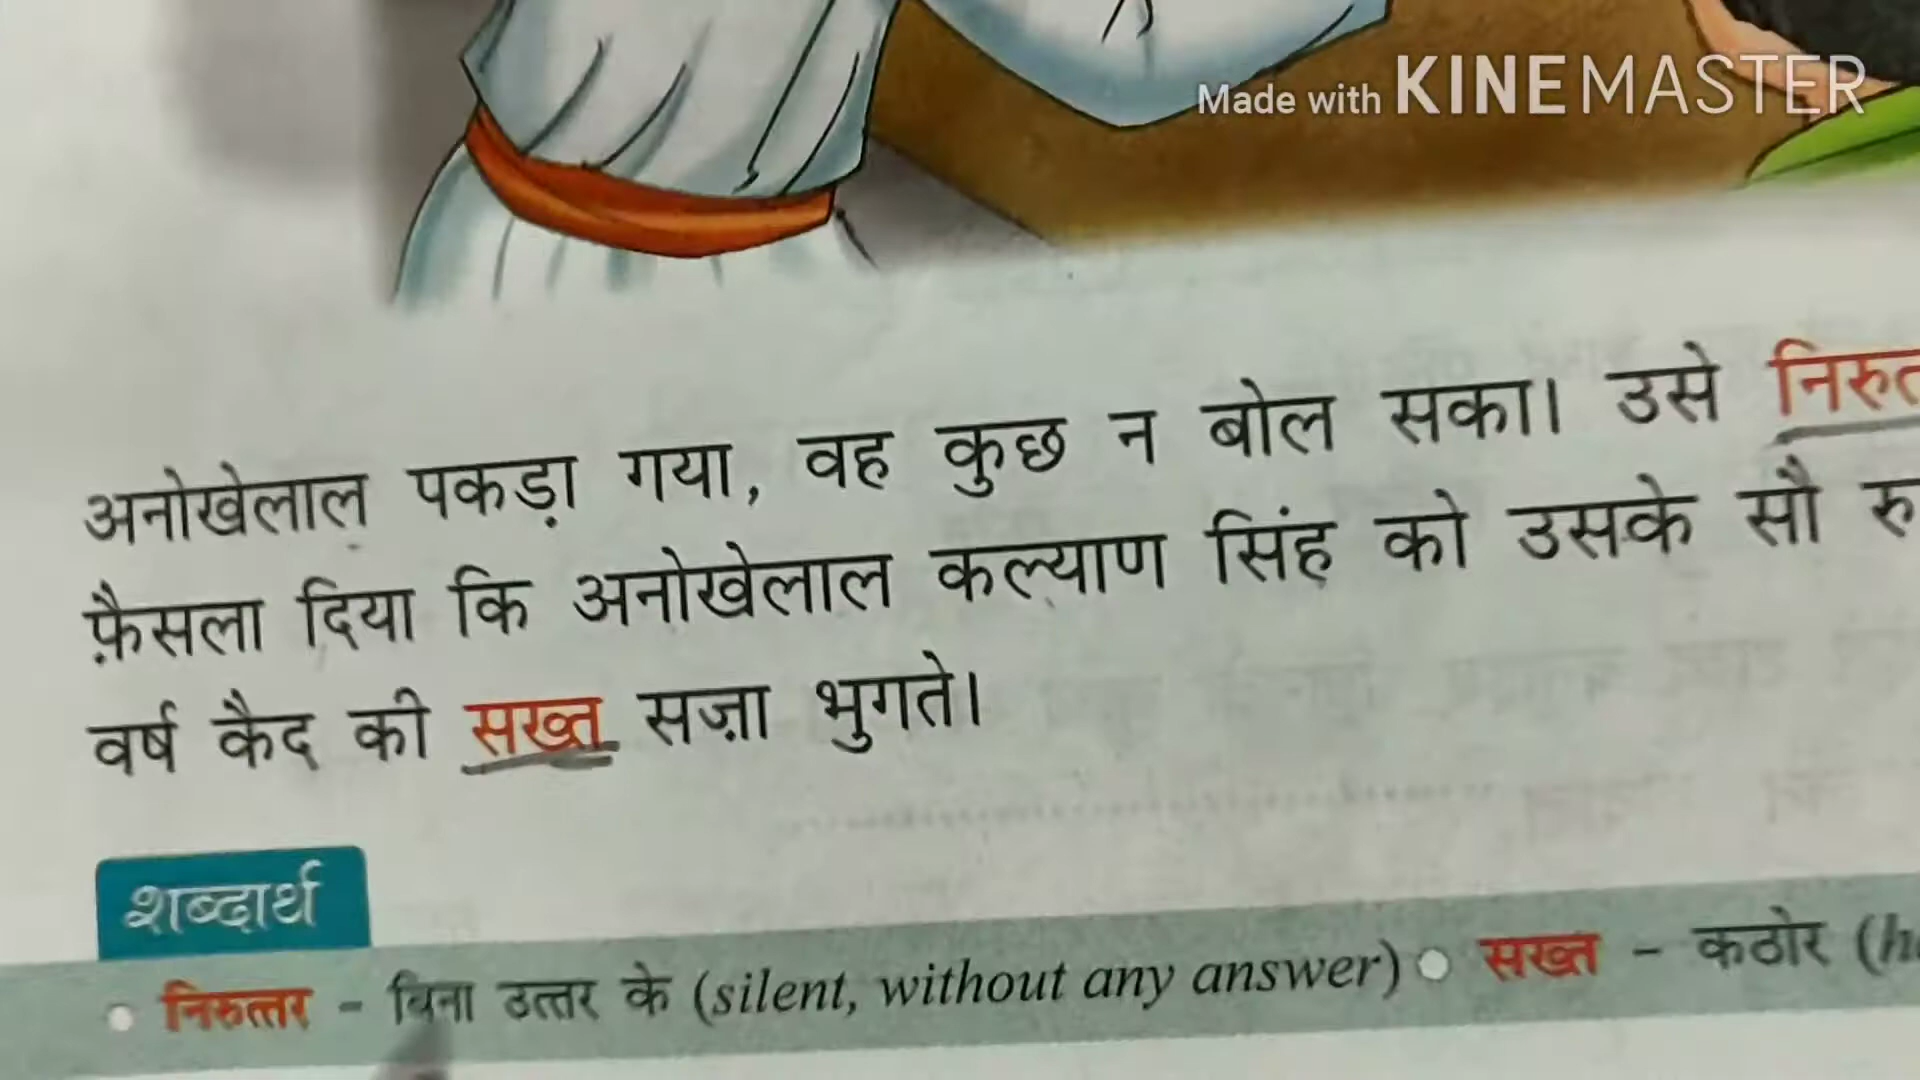 Made with KINEMASTER
अनोखेलाल पकड़ा गया, वह कुछ न बोल सका। उसे
फ़ैसला दिया कि अनोखेलाल कल्याण सिंह को उसके सौ रु
वर्ष कैद की सख्त सज़ा भुगते।
शब्दार्थ
निरुत्तर - बिना उत्तर के (silent, without any answer) सख्त - कठोर